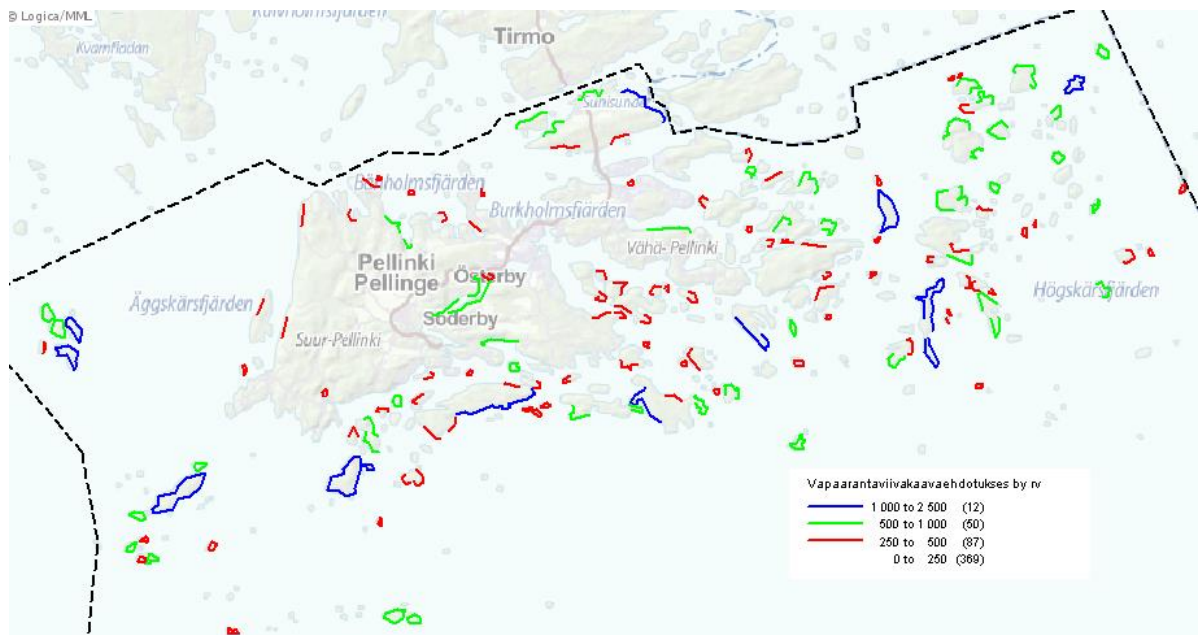 © Logica/MML
Kvarnfladan
Tirmo
Sunisundet
Burkholmsfjärden
Vähä-Pellinki
Pellinki
Pellinge
Österby
Söderby
Suur-Pellinki
Äggskärsfjärden
Högskärsfjärden
Vapaarantaviivakaavaehdotukses by rv
1 000 to 2 500 (12)
500 to 1 000 (50)
250 to 500 (87)
0 to 250 (369)